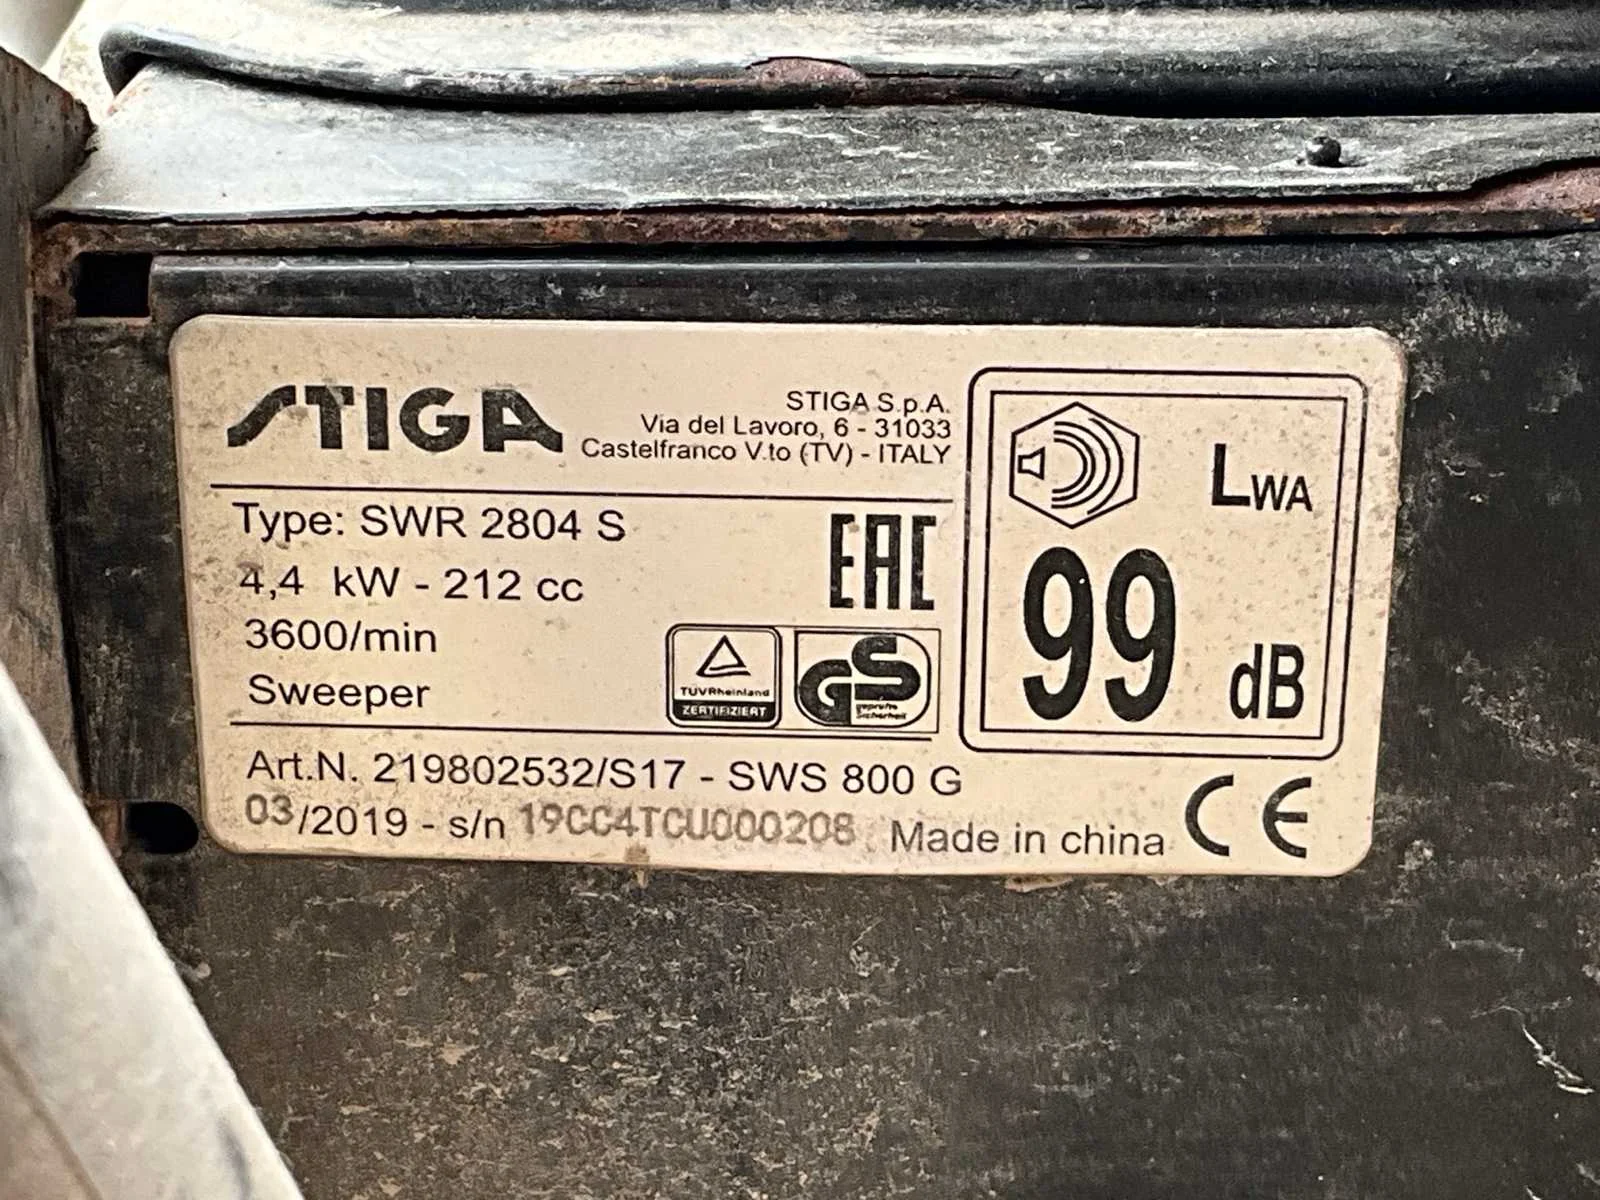 STIGA
STIGA S.p.A.
Via del Lavoro, 6 - 31033
Castelfranco V.to (TV) - ITALY
Type: SWR 2804 S
4,4 kW - 212 cc
3600/min
Sweeper
EAC
TÜVRheinland
ZERTIFIZIERT
GS
geprüfte
Sicherheit
LWA
99 dB
Art.N. 219802532/S17 - SWS 800 G
03/2019 - s/n 19CC4TCU000208 Made in china
CE